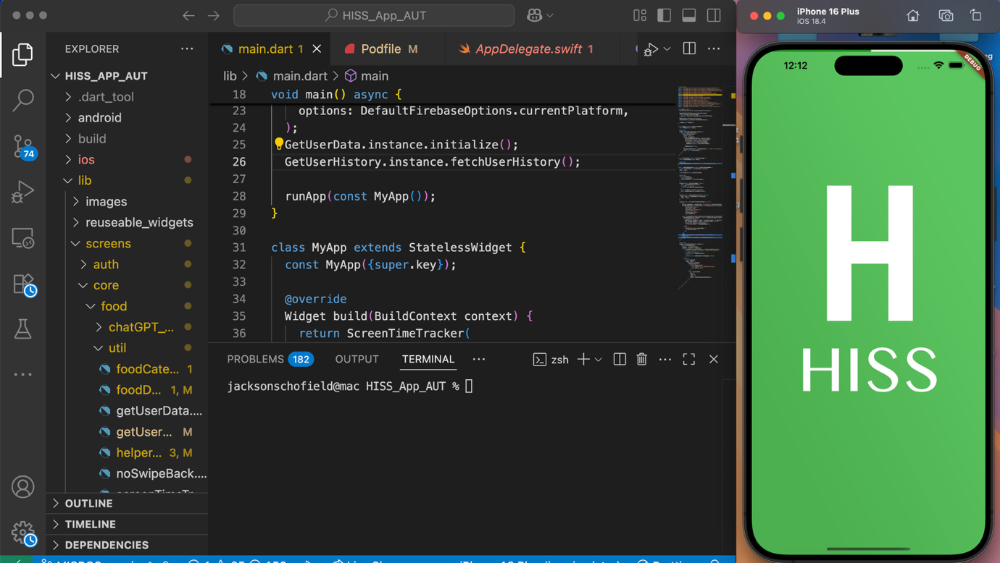 HISS_App_AUT
EXPLORER
HISS_APP_AUT
.dart_tool
android
build
ios
lib
images
reuseable_widgets
screens
auth
core
food
chatGPT_...
util
foodCate... 1
foodD... 1, M
getUserData....
getUser... M
helper... 3, M
noSwipeBack....
OUTLINE
TIMELINE
DEPENDENCIES
74
main.dart 1
Podfile M
AppDelegate.swift 1
lib > main.dart > main
18 void main() async {
23 options: DefaultFirebaseOptions.currentPlatform,
24 );
25 GetUserData.instance.initialize();
26 GetUserHistory.instance.fetchUserHistory();
27
28 runApp(const MyApp());
29 }
30
31 class MyApp extends StatelessWidget {
32 const MyApp({super.key});
33
34 @override
35 Widget build(BuildContext context) {
36 return ScreenTimeTracker(
PROBLEMS 182 OUTPUT TERMINAL
zsh
jacksonschofield@mac HISS_App_AUT %
iPhone 16 Plus
iOS 18.4
12:12
DEBUG
H
HISS